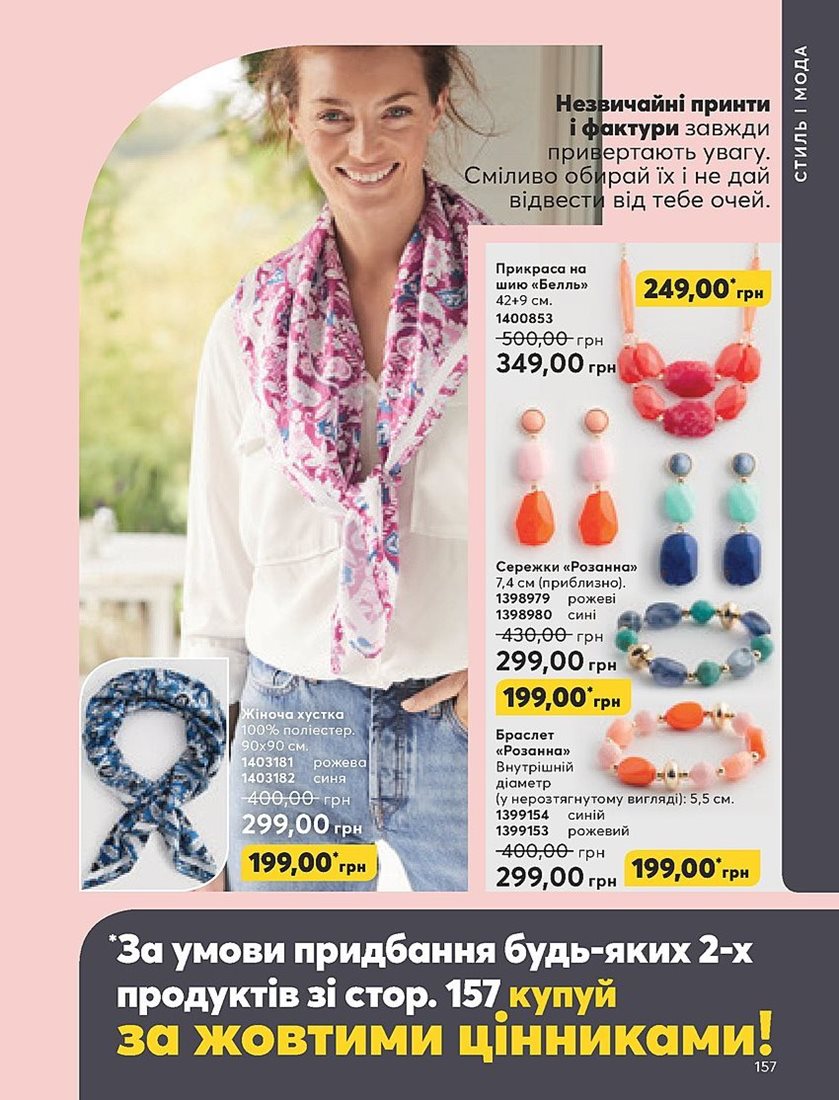 СТИЛЬ І МОДА
Незвичайні принти
і фактури завжди
привертають увагу.
Сміливо обирай їх і не дай
відвести від тебе очей.
Прикраса на
шию «Белль»
42+9 см.
1400853
500,00 грн
349,00 грн
249,00* грн
Сережки «Розанна»
7,4 см (приблизно).
1398979 рожеві
1398980 сині
430,00 грн
299,00 грн
199,00* грн
Браслет
«Розанна»
Внутрішній
діаметр
(у нерозтягнутому вигляді): 5,5 см.
1399154 синій
1399153 рожевий
400,00 грн
299,00 грн
199,00* грн
Жіноча хустка
100% поліестер.
90х90 см.
1403181 рожева
1403182 синя
400,00 грн
299,00 грн
199,00* грн
*За умови придбання будь-яких 2-х
продуктів зі стор. 157 купуй
за жовтими цінниками!
157